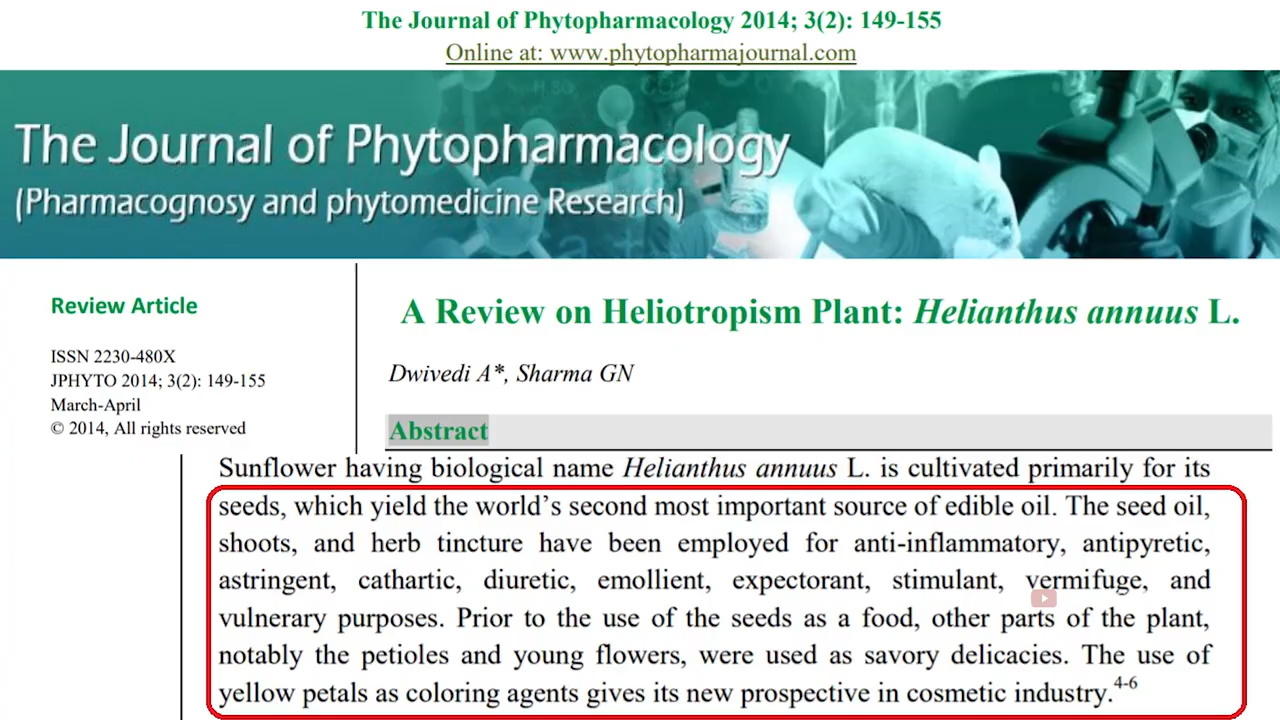 The Journal of Phytopharmacology 2014; 3(2): 149-155
Online at: www.phytopharmajournal.com
The Journal of Phytopharmacology
(Pharmacognosy and phytomedicine Research)
Review Article
ISSN 2230-480X
JPHYTO 2014; 3(2): 149-155
March-April
© 2014, All rights reserved
A Review on Heliotropism Plant: Helianthus annuus L.
Dwivedi A*, Sharma GN
Abstract
Sunflower having biological name Helianthus annuus L. is cultivated primarily for its
seeds, which yield the world’s second most important source of edible oil. The seed oil,
shoots, and herb tincture have been employed for anti-inflammatory, antipyretic,
astringent, cathartic, diuretic, emollient, expectorant, stimulant, vermifuge, and
vulnerary purposes. Prior to the use of the seeds as a food, other parts of the plant,
notably the petioles and young flowers, were used as savory delicacies. The use of
yellow petals as coloring agents gives its new prospective in cosmetic industry.4-6